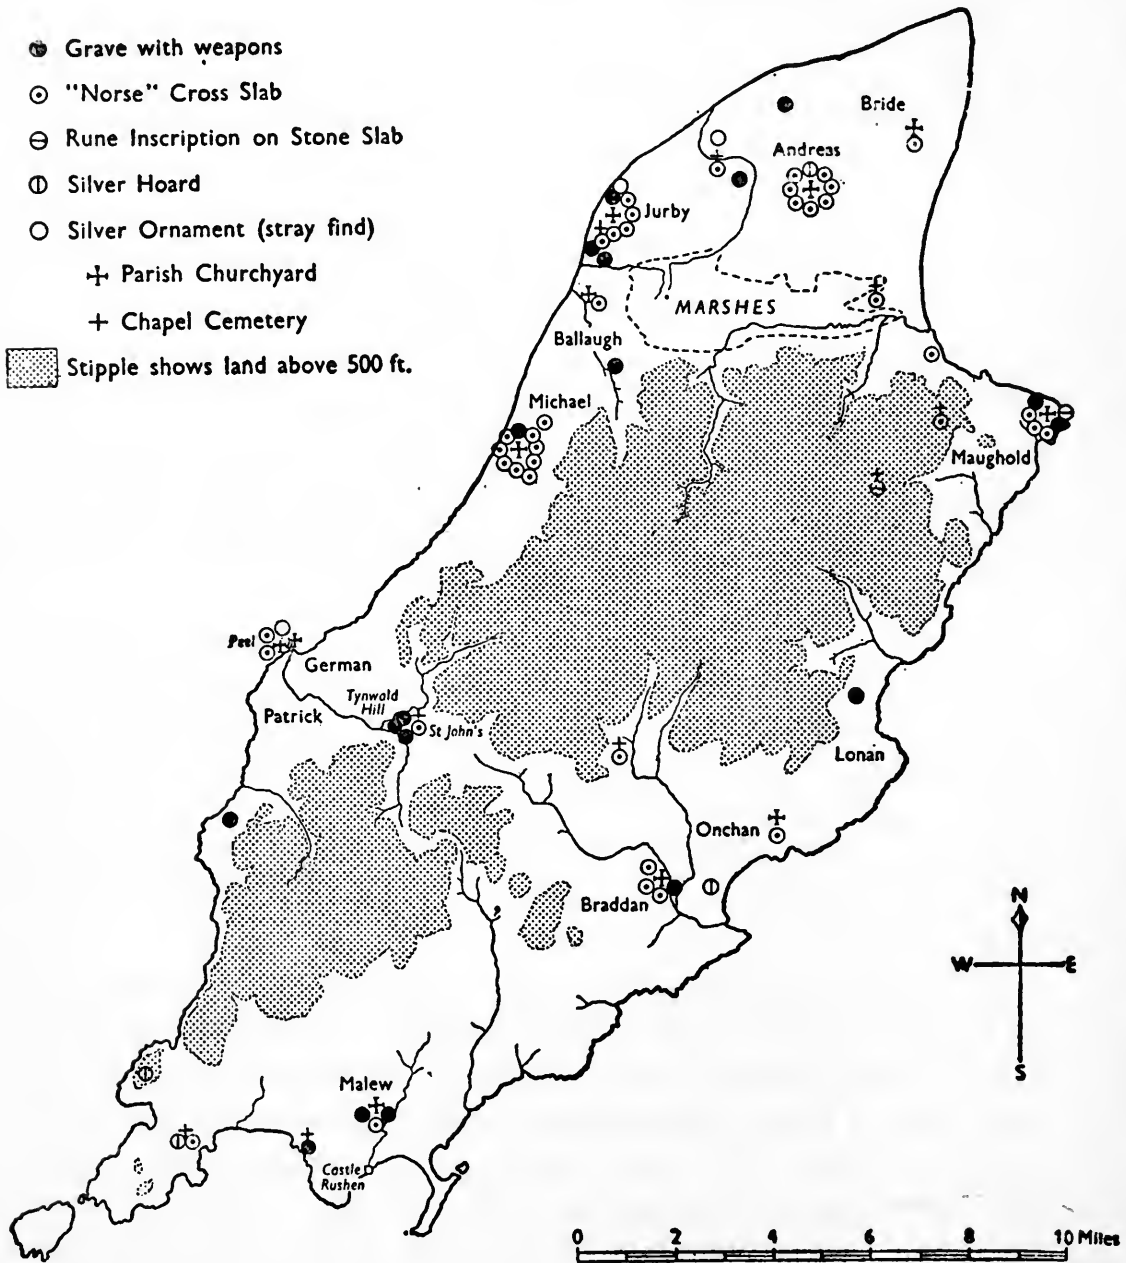 Grave with weapons
"Norse" Cross Slab
Rune Inscription on Stone Slab
Silver Hoard
Silver Ornament (stray find)
Parish Churchyard
Chapel Cemetery
Stipple shows land above 500 ft.
Bride
Andreas
Jurby
MARSHES
Ballaugh
Michael
Maughold
Peel
German
Tynwald
Hill
Patrick
St John's
Lonan
Onchan
Braddan
N
W E
S
Malew
Castle
Rushen
0 2 4 6 8 10 Miles